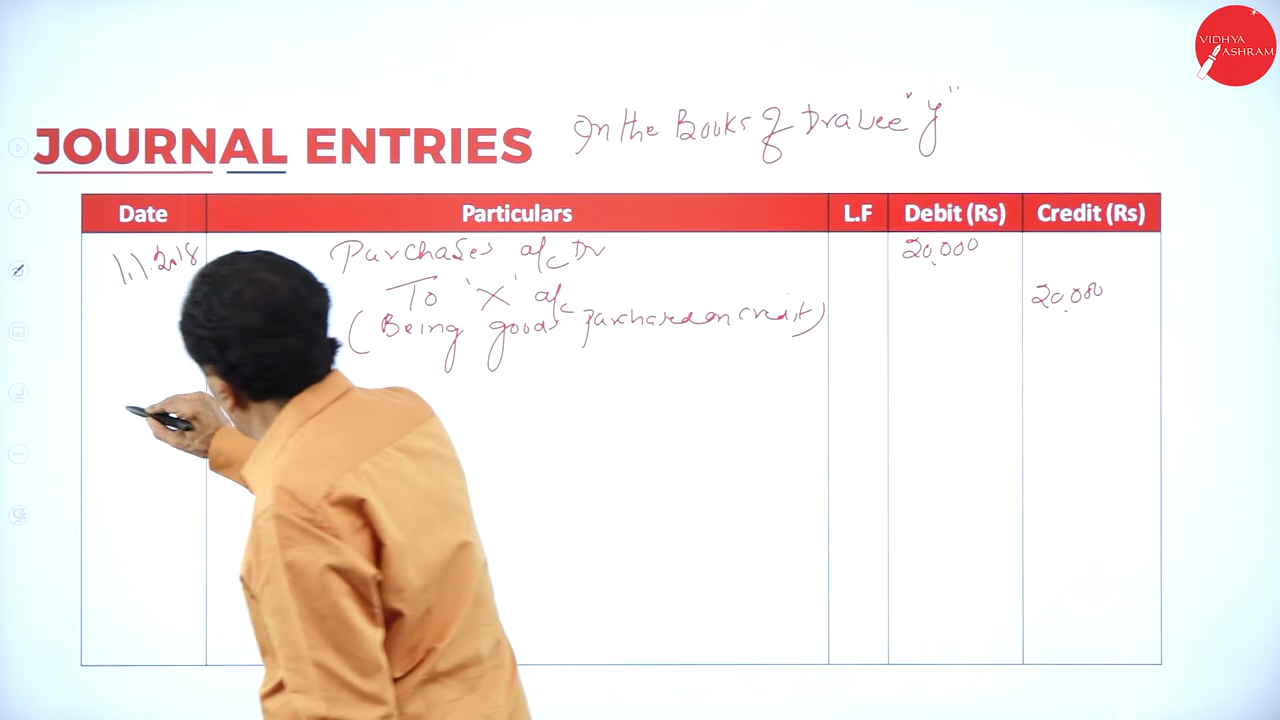 VIDHYA
ASHRAM
JOURNAL ENTRIES
In the Books of Drawee "Y"
Date Particulars L.F Debit (Rs) Credit (Rs)
1.1.2018 Purchases a/c Dr 20,000
To 'X' a/c 20,000
(Being goods purchased on credit)